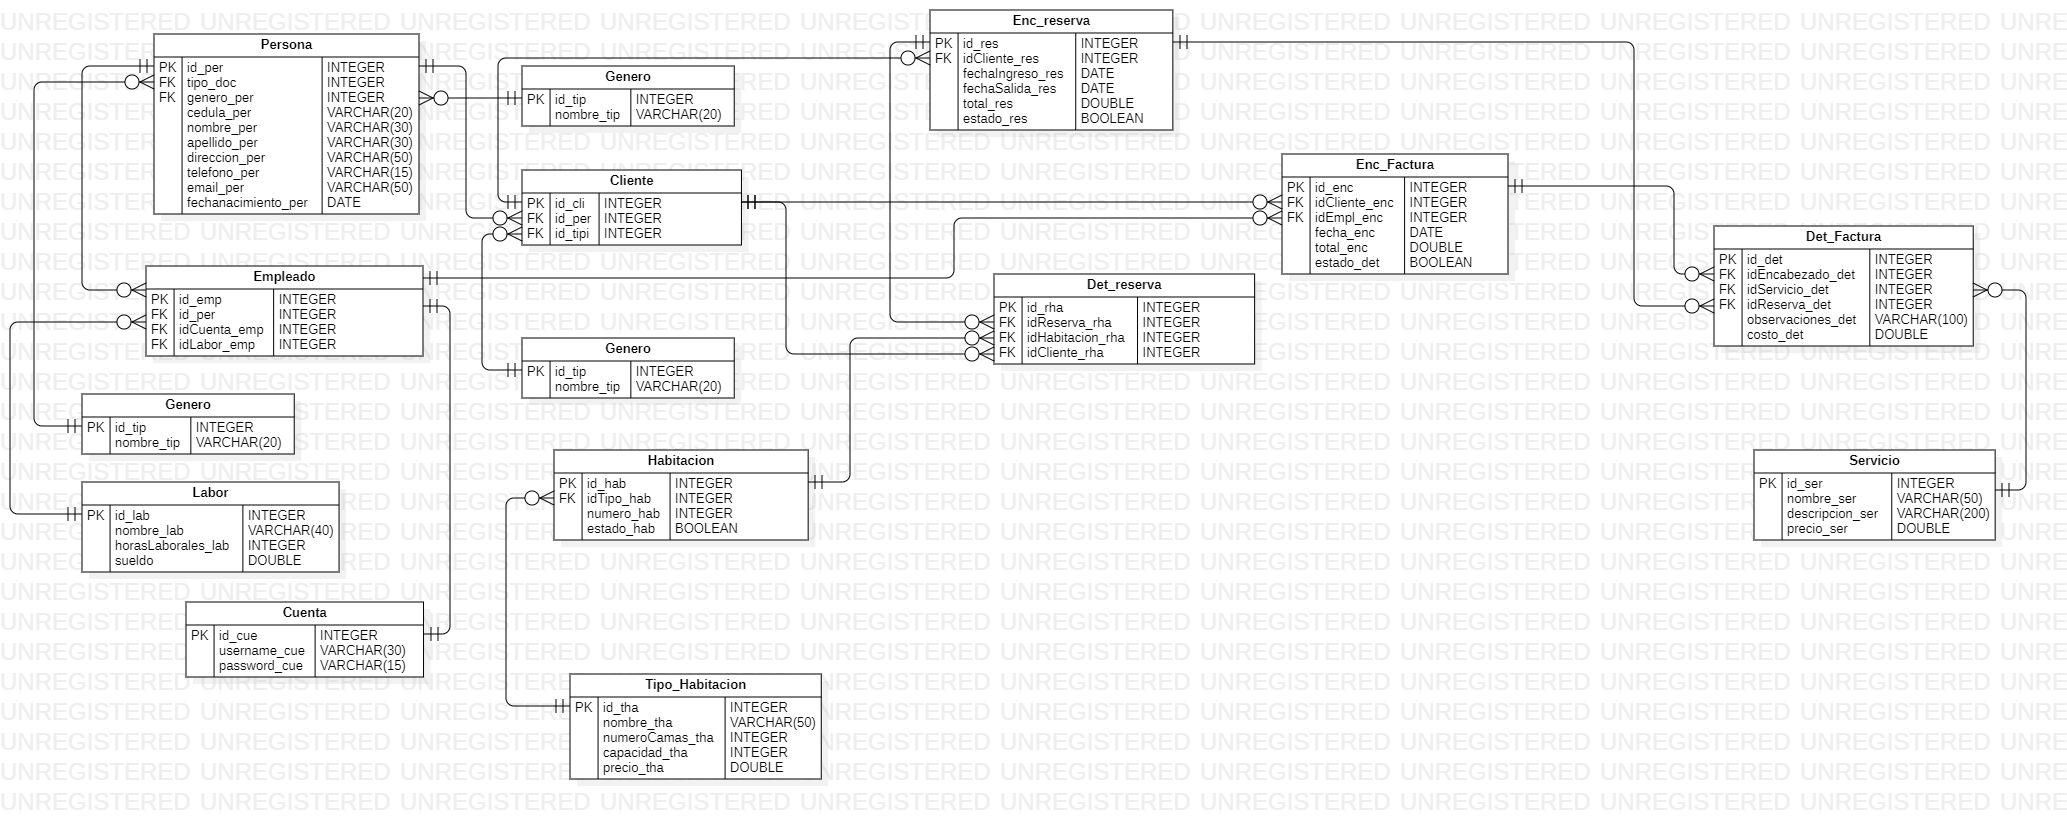 Persona
PK id_per INTEGER
FK tipo_doc INTEGER
FK genero_per INTEGER
cedula_per VARCHAR(20)
nombre_per VARCHAR(30)
apellido_per VARCHAR(30)
direccion_per VARCHAR(50)
telefono_per VARCHAR(15)
email_per VARCHAR(50)
fechanacimiento_per DATE
Genero
PK id_tip INTEGER
nombre_tip VARCHAR(20)
Enc_reserva
PK id_res INTEGER
FK idCliente_res INTEGER
fechaIngreso_res DATE
fechaSalida_res DATE
total_res DOUBLE
estado_res BOOLEAN
Cliente
PK id_cli INTEGER
FK id_per INTEGER
FK id_tipi INTEGER
Enc_Factura
PK id_enc INTEGER
FK idCliente_enc INTEGER
FK idEmpl_enc INTEGER
fecha_enc DATE
total_enc DOUBLE
estado_det BOOLEAN
Det_Factura
PK id_det INTEGER
FK idEncabezado_det INTEGER
FK idServicio_det INTEGER
FK idReserva_det INTEGER
observaciones_det VARCHAR(100)
costo_det DOUBLE
Empleado
PK id_emp INTEGER
FK id_per INTEGER
FK idCuenta_emp INTEGER
FK idLabor_emp INTEGER
Det_reserva
PK id_rha INTEGER
FK idReserva_rha INTEGER
FK idHabitacion_rha INTEGER
FK idCliente_rha INTEGER
Genero
PK id_tip INTEGER
nombre_tip VARCHAR(20)
Genero
PK id_tip INTEGER
nombre_tip VARCHAR(20)
Habitacion
PK id_hab INTEGER
FK idTipo_hab INTEGER
numero_hab INTEGER
estado_hab BOOLEAN
Servicio
PK id_ser INTEGER
nombre_ser VARCHAR(50)
descripcion_ser VARCHAR(200)
precio_ser DOUBLE
Labor
PK id_lab INTEGER
nombre_lab VARCHAR(40)
horasLaborales_lab INTEGER
sueldo DOUBLE
Cuenta
PK id_cue INTEGER
username_cue VARCHAR(30)
password_cue VARCHAR(15)
Tipo_Habitacion
PK id_tha INTEGER
nombre_tha VARCHAR(50)
numeroCamas_tha INTEGER
capacidad_tha INTEGER
precio_tha DOUBLE
UNREGISTERED